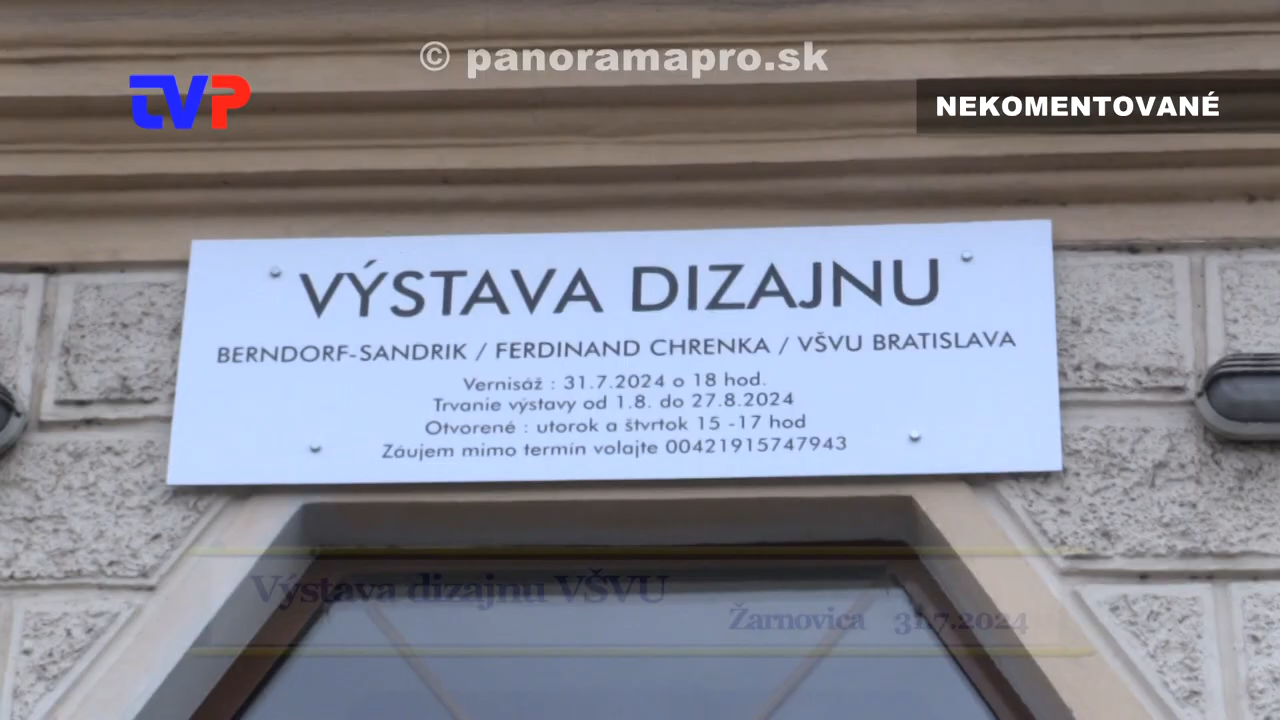 © panoramapro.sk
TVP
NEKOMENTOVANÉ
VÝSTAVA DIZAJNU
BERNDORF-SANDRIK / FERDINAND CHRENKA / VŠVU BRATISLAVA
Vernisáž : 31.7.2024 o 18 hod.
Trvanie výstavy od 1.8. do 27.8.2024
Otvorené : utorok a štvrtok 15 -17 hod
Záujem mimo termín volajte 00421915747943
Výstava dizajnu VŠVU
Žarnovica 31.7.2024